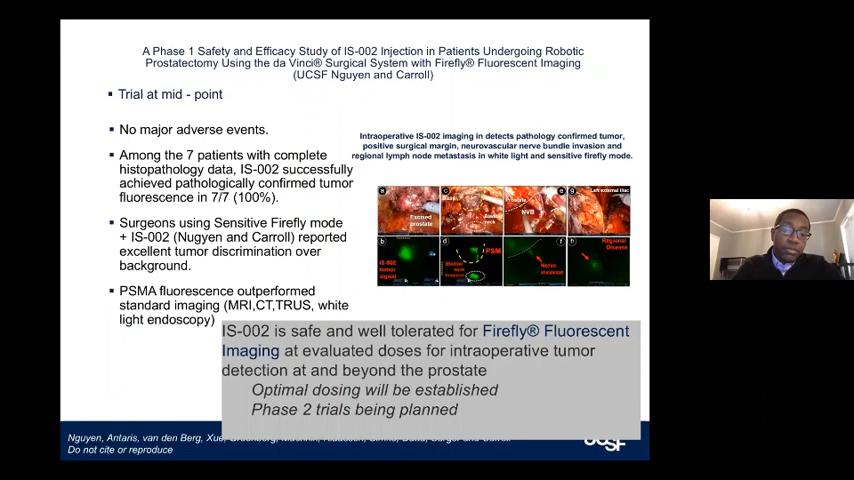 A Phase 1 Safety and Efficacy Study of IS-002 Injection in Patients Undergoing Robotic
Prostatectomy Using the da Vinci® Surgical System with Firefly® Fluorescent Imaging
(UCSF Nguyen and Carroll)
▪ Trial at mid - point
▪ No major adverse events.
▪ Among the 7 patients with complete
histopathology data, IS-002 successfully
achieved pathologically confirmed tumor
fluorescence in 7/7 (100%).
▪ Surgeons using Sensitive Firefly mode
+ IS-002 (Nugyen and Carroll) reported
excellent tumor discrimination over
background.
▪ PSMA fluorescence outperformed
standard imaging (MRI,CT,TRUS, white
light endoscopy)
Intraoperative IS-002 imaging in detects pathology confirmed tumor,
positive surgical margin, neurovascular nerve bundle invasion and
regional lymph node metastasis in white light and sensitive firefly mode.
a
Excised
prostate
c
neck
e
Prostate
NVB
g
Left external iliac
b
IS-002
tumor
signal
d
PSM
f
Nerve
invasion
h
Regional
Disease
IS-002 is safe and well tolerated for Firefly® Fluorescent
Imaging at evaluated doses for intraoperative tumor
detection at and beyond the prostate
Optimal dosing will be established
Phase 2 trials being planned
Nguyen, Antaris, van den Berg, Xue,
Do not cite or reproduce
UCSF